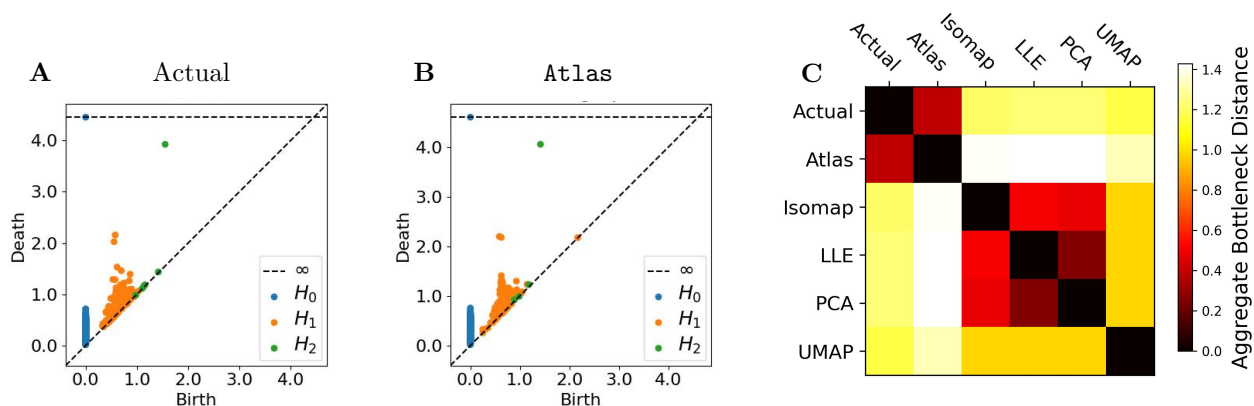 A Actual
4.0
3.0
2.0
1.0
0.0
Death
0.0 1.0 2.0 3.0 4.0
Birth
∞
H0
H1
H2
B Atlas
4.0
3.0
2.0
1.0
0.0
Death
0.0 1.0 2.0 3.0 4.0
Birth
∞
H0
H1
H2
C
Actual Atlas Isomap LLE PCA UMAP
Actual
Atlas
Isomap
LLE
PCA
UMAP
1.4
1.2
1.0
0.8
0.6
0.4
0.2
0.0
Aggregate Bottleneck Distance